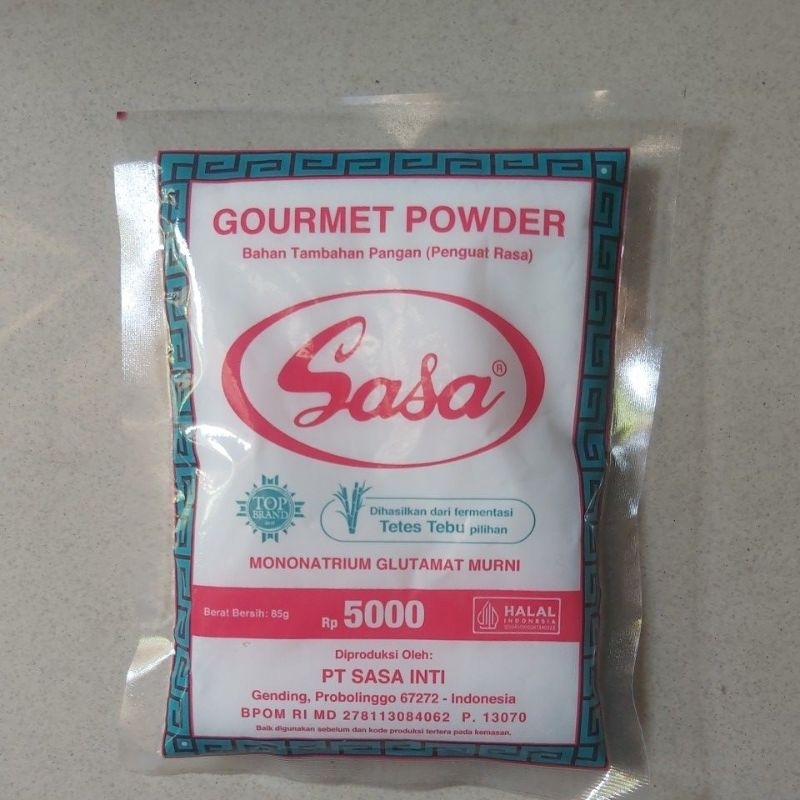 GOURMET POWDER
Bahan Tambahan Pangan (Penguat Rasa)
Sasa®
TOP
BRAND
Dihasilkan dari fermentasi
Tetes Tebu pilihan
MONONATRIUM GLUTAMAT MURNI
Berat Bersih: 85g
Rp 5000
HALAL
INDONESIA
Diproduksi Oleh:
PT SASA INTI
Gending, Probolinggo 67272 - Indonesia
BPOM RI MD 278113084062 P. 13070
Baik digunakan sebelum dan kode produksi tertera pada kemasan.